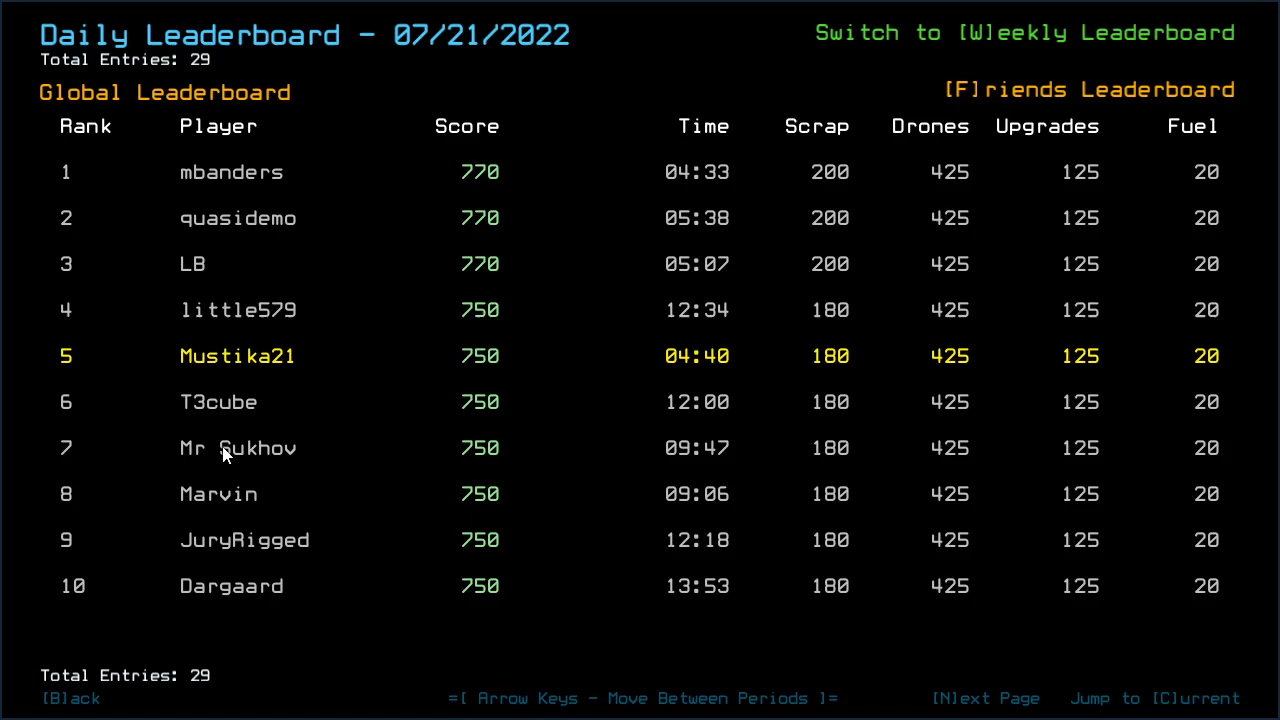 Daily Leaderboard - 07/21/2022 Switch to [W]eekly Leaderboard
Total Entries: 29
Global Leaderboard [F]riends Leaderboard
Rank Player Score Time Scrap Drones Upgrades Fuel
1 mbanders 770 04:33 200 425 125 20
2 quasidemo 770 05:38 200 425 125 20
3 LB 770 05:07 200 425 125 20
4 little579 750 12:34 180 425 125 20
5 Mustika21 750 04:40 180 425 125 20
6 T3cube 750 12:00 180 425 125 20
7 Mr Sukhov 750 09:47 180 425 125 20
8 Marvin 750 09:06 180 425 125 20
9 JuryRigged 750 12:18 180 425 125 20
10 Dargaard 750 13:53 180 425 125 20
Total Entries: 29
[B]ack =[ Arrow Keys - Move Between Periods ]= [N]ext Page Jump to [C]urrent